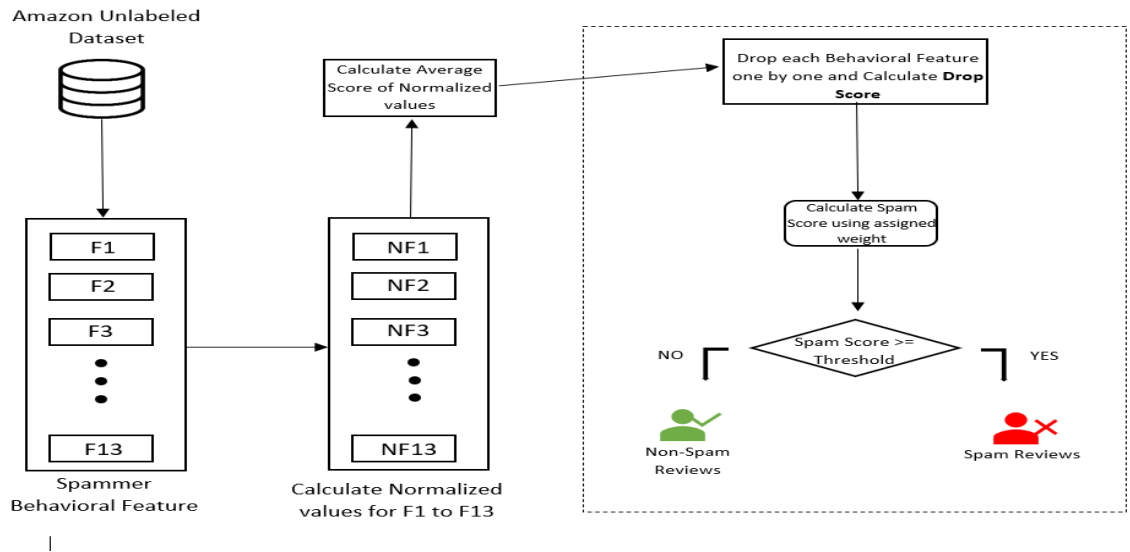 Amazon Unlabeled
Dataset
F1
F2
F3
F13
Spammer
Behavioral Feature
Calculate Average
Score of Normalized
values
NF1
NF2
NF3
NF13
Calculate Normalized
values for F1 to F13
Drop each Behavioral Feature
one by one and Calculate Drop
Score
Calculate Spam
Score using assigned
weight
Spam Score >=
Threshold
NO
YES
Non-Spam
Reviews
Spam Reviews